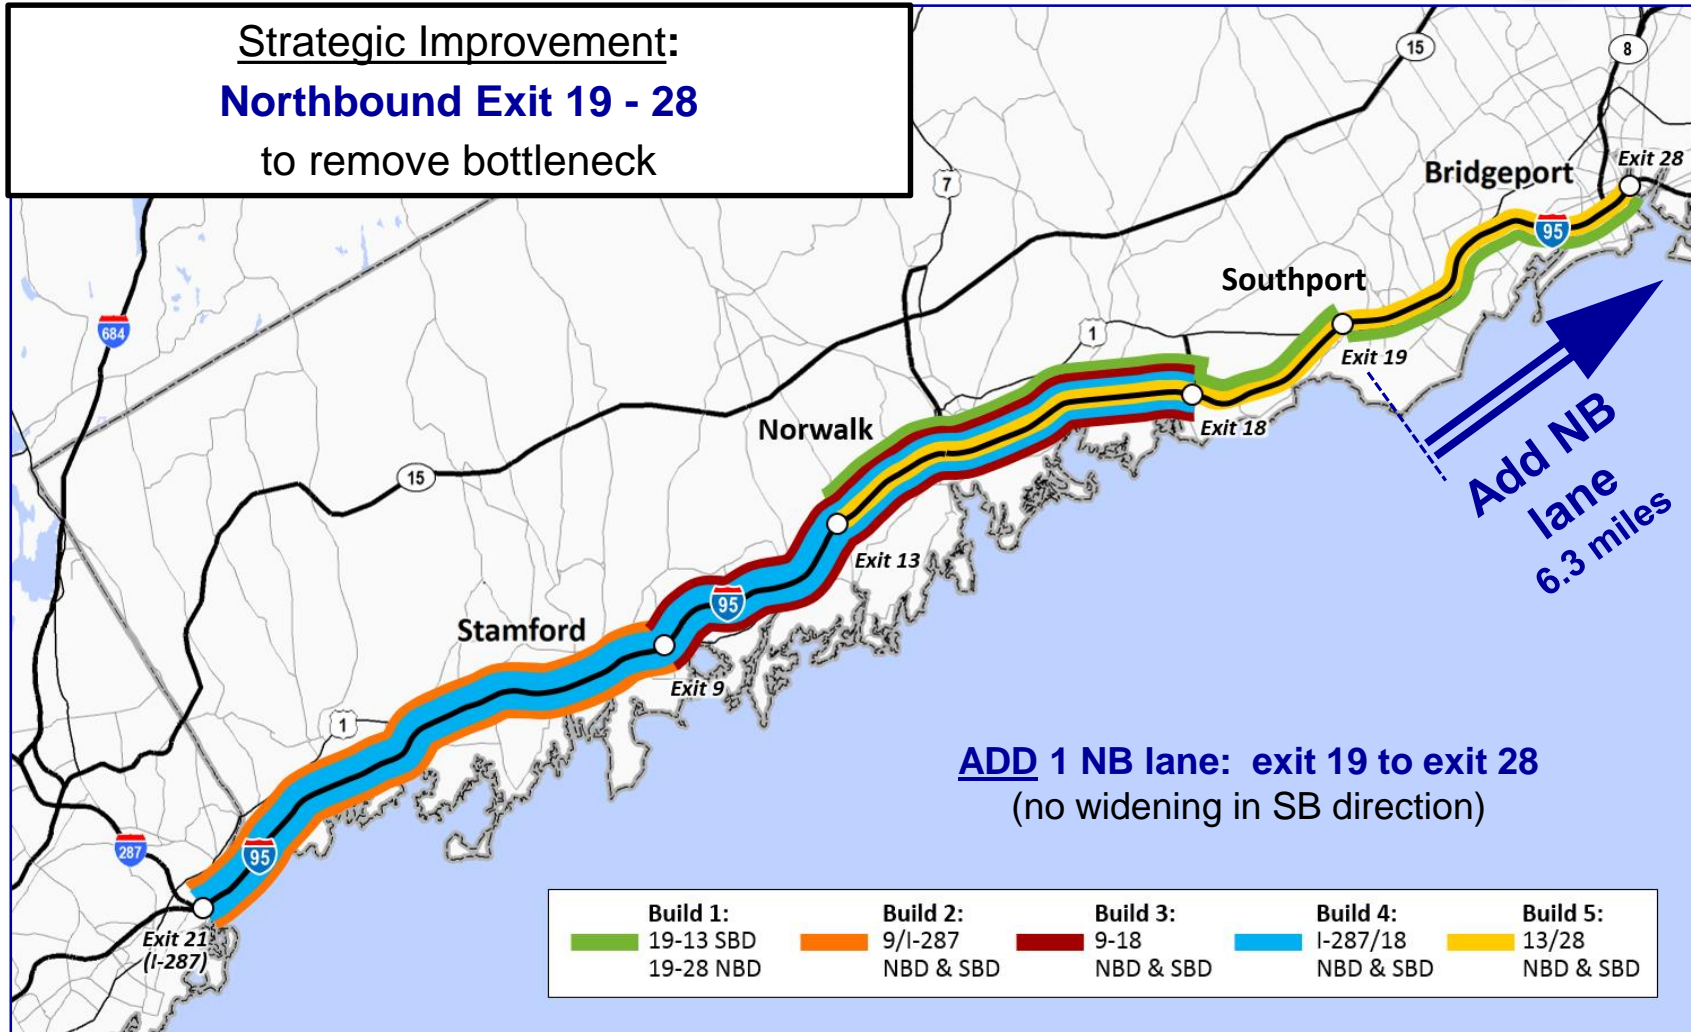 Strategic Improvement:
Northbound Exit 19 - 28
to remove bottleneck
15
8
Exit 28
Bridgeport
7
95
Southport
684
1
Exit 19
Add NB
lane
6.3 miles
Norwalk
Exit 18
15
Exit 13
95
Stamford
Exit 9
1
ADD 1 NB lane: exit 19 to exit 28
(no widening in SB direction)
287
95
Exit 21
(I-287)
Build 1:
19-13 SBD
19-28 NBD
Build 2:
9/I-287
NBD & SBD
Build 3:
9-18
NBD & SBD
Build 4:
I-287/18
NBD & SBD
Build 5:
13/28
NBD & SBD